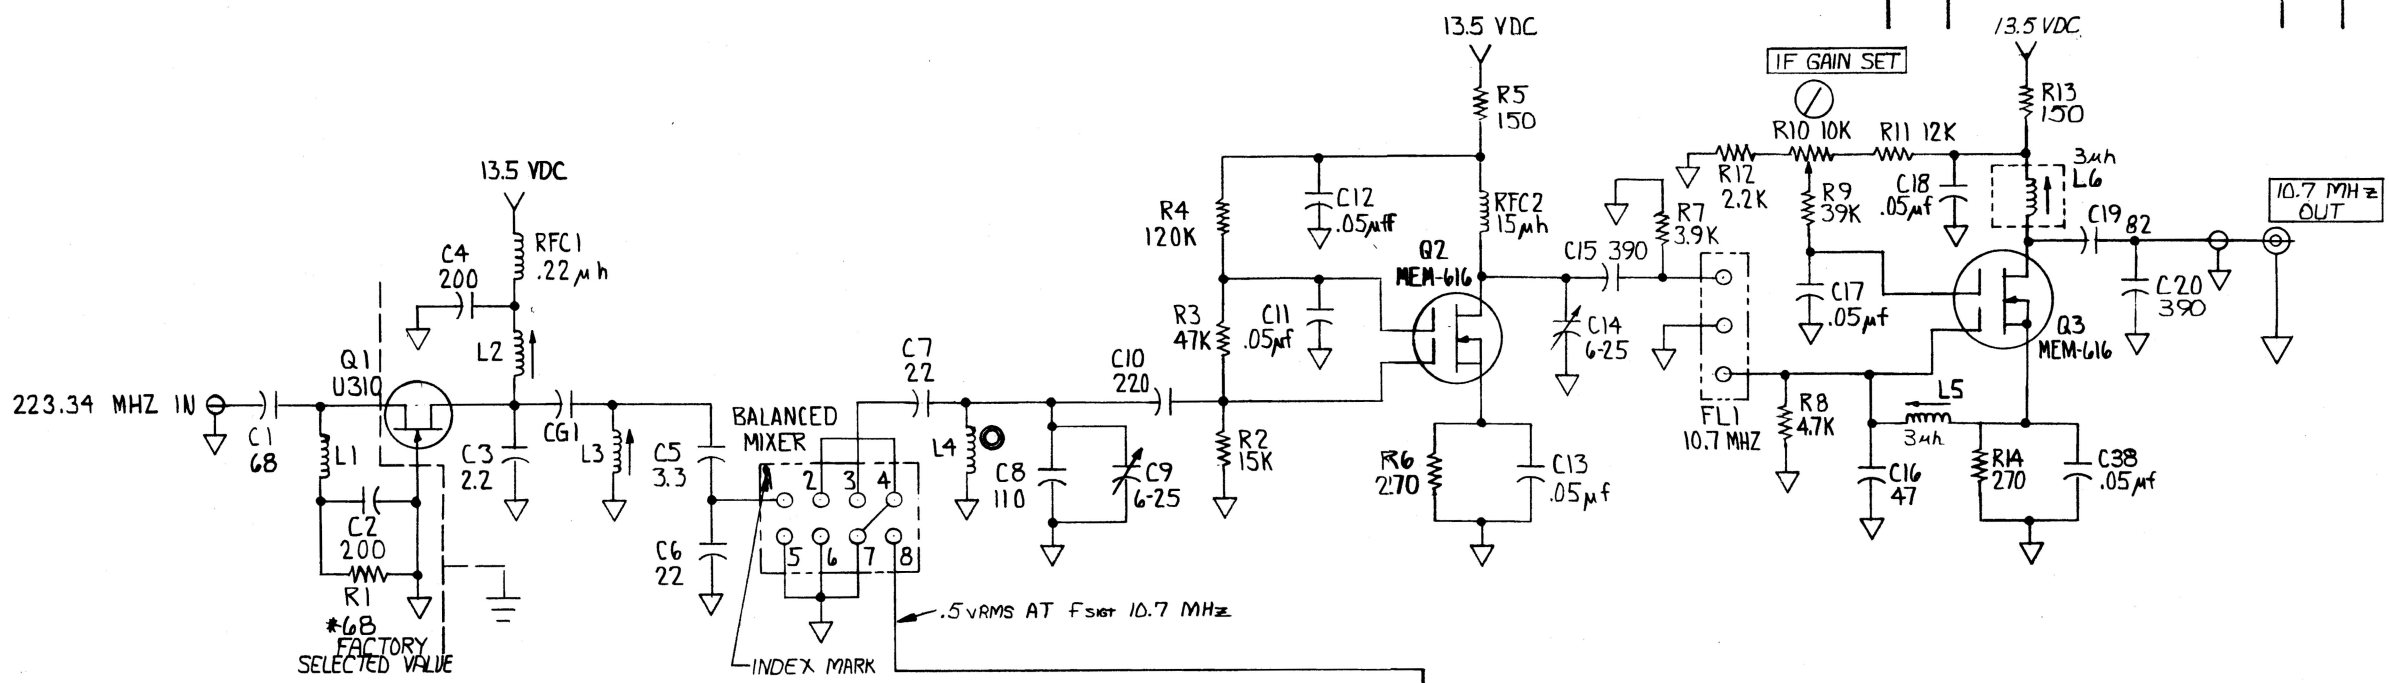 13.5 VDC
RFC1
.22 µh
C4
200
L2
Q1
U310
223.34 MHZ IN
C1
68
L1
C2
200
R1
*68
FACTORY
SELECTED VALUE
C3
2.2
CG1
L3
C5
3.3
C6
22
BALANCED
MIXER
1 2 3 4
5 6 7 8
INDEX MARK
.5 VRMS AT FSIGT 10.7 MHz
C7
22
L4
C8
110
C9
6-25
C10
220
R4
120K
R3
47K
R2
15K
C12
.05µff
C11
.05µf
13.5 VDC
R5
150
RFC2
15µh
Q2
MEM-616
R6
270
C13
.05µf
C14
6-25
C15 390
R7
3.9K
FL1
10.7 MHZ
R8
4.7K
IF GAIN SET
R10 10K
R11 12K
R12
2.2K
R9
39K
C17
.05µf
C18
.05µf
13.5 VDC
R13
150
3µh
L6
C19 82
C20
390
10.7 MHz
OUT
Q3
MEM-616
L5
3µh
C16
47
R14
270
C38
.05µf